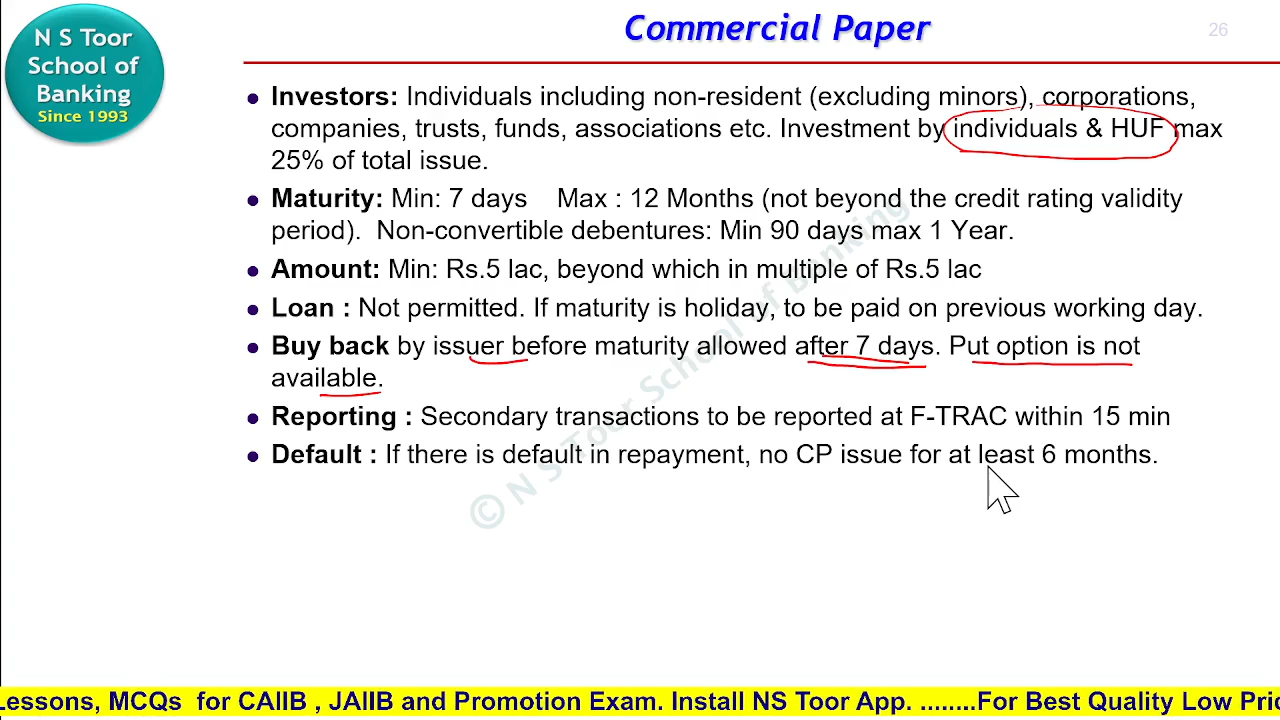 N S Toor
School of
Banking
Since 1993
Commercial Paper
26
• Investors: Individuals including non-resident (excluding minors), corporations,
companies, trusts, funds, associations etc. Investment by individuals & HUF max
25% of total issue.
• Maturity: Min: 7 days Max : 12 Months (not beyond the credit rating validity
period). Non-convertible debentures: Min 90 days max 1 Year.
• Amount: Min: Rs.5 lac, beyond which in multiple of Rs.5 lac
• Loan : Not permitted. If maturity is holiday, to be paid on previous working day.
• Buy back by issuer before maturity allowed after 7 days. Put option is not
available.
• Reporting : Secondary transactions to be reported at F-TRAC within 15 min
• Default : If there is default in repayment, no CP issue for at least 6 months.
© N S Toor School of Banking
Lessons, MCQs for CAIIB , JAIIB and Promotion Exam. Install NS Toor App. ........For Best Quality Low